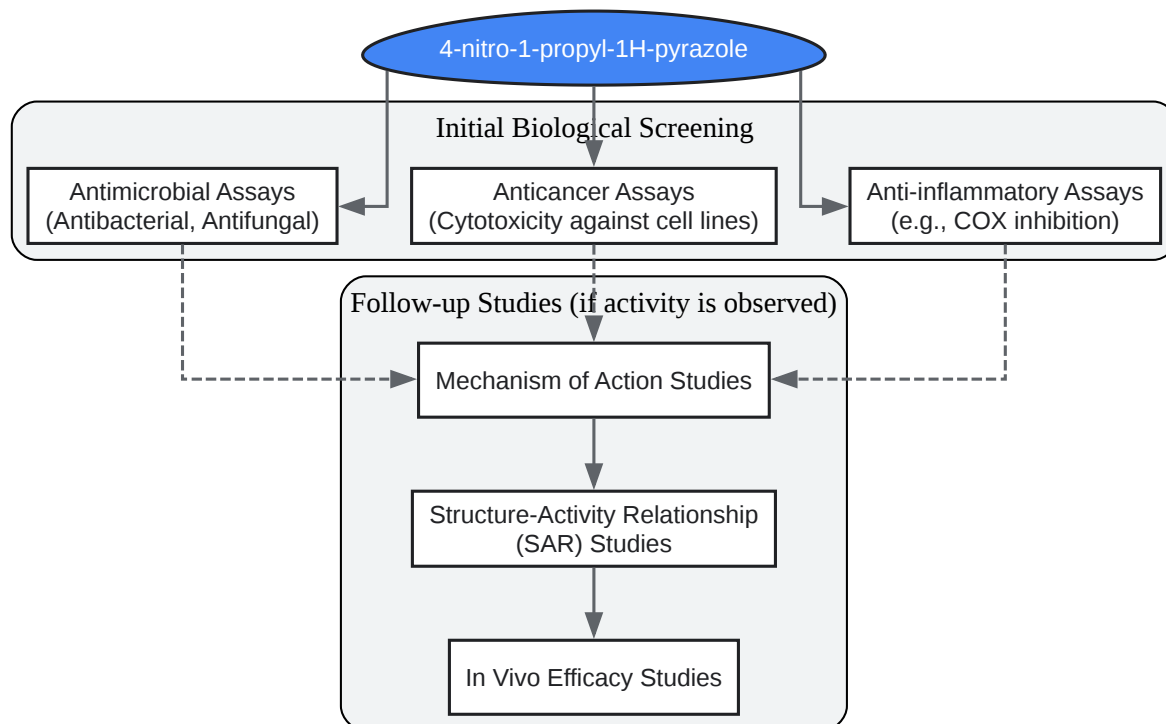 4-nitro-1-propyl-1H-pyrazole
Initial Biological Screening
Antimicrobial Assays
(Antibacterial, Antifungal)
Anticancer Assays
(Cytotoxicity against cell lines)
Anti-inflammatory Assays
(e.g., COX inhibition)
Follow-up Studies (if activity is observed)
Mechanism of Action Studies
Structure-Activity Relationship
(SAR) Studies
In Vivo Efficacy Studies